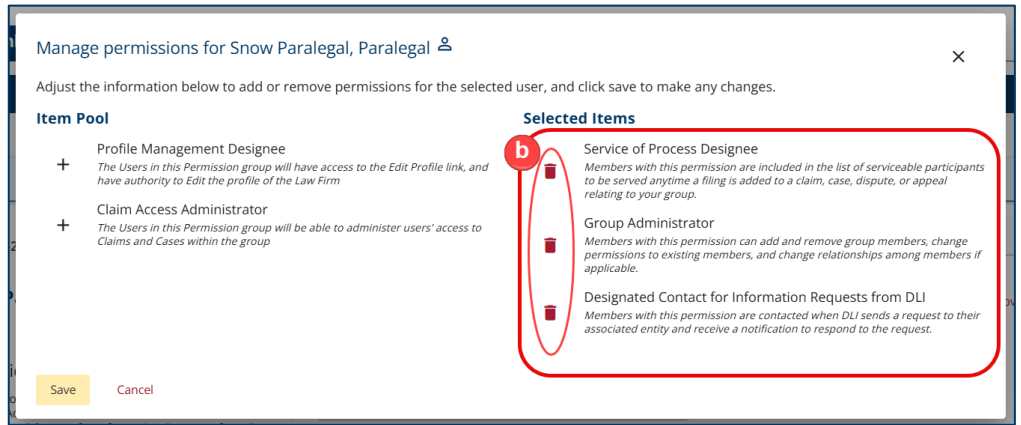 Manage permissions for Snow Paralegal, Paralegal
Adjust the information below to add or remove permissions for the selected user, and click save to make any changes.
Item Pool
Profile Management Designee
The Users in this Permission group will have access to the Edit Profile link, and
have authority to Edit the profile of the Law Firm
Claim Access Administrator
The Users in this Permission group will be able to administer users' access to
Claims and Cases within the group
Selected Items
b
Service of Process Designee
Members with this permission are included in the list of serviceable participants
to be served anytime a filing is added to a claim, case, dispute, or appeal
relating to your group.
Group Administrator
Members with this permission can add and remove group members, change
permissions to existing members, and change relationships among members if
applicable.
Designated Contact for Information Requests from DLI
Members with this permission are contacted when DLI sends a request to their
associated entity and receive a notification to respond to the request.
Save
Cancel